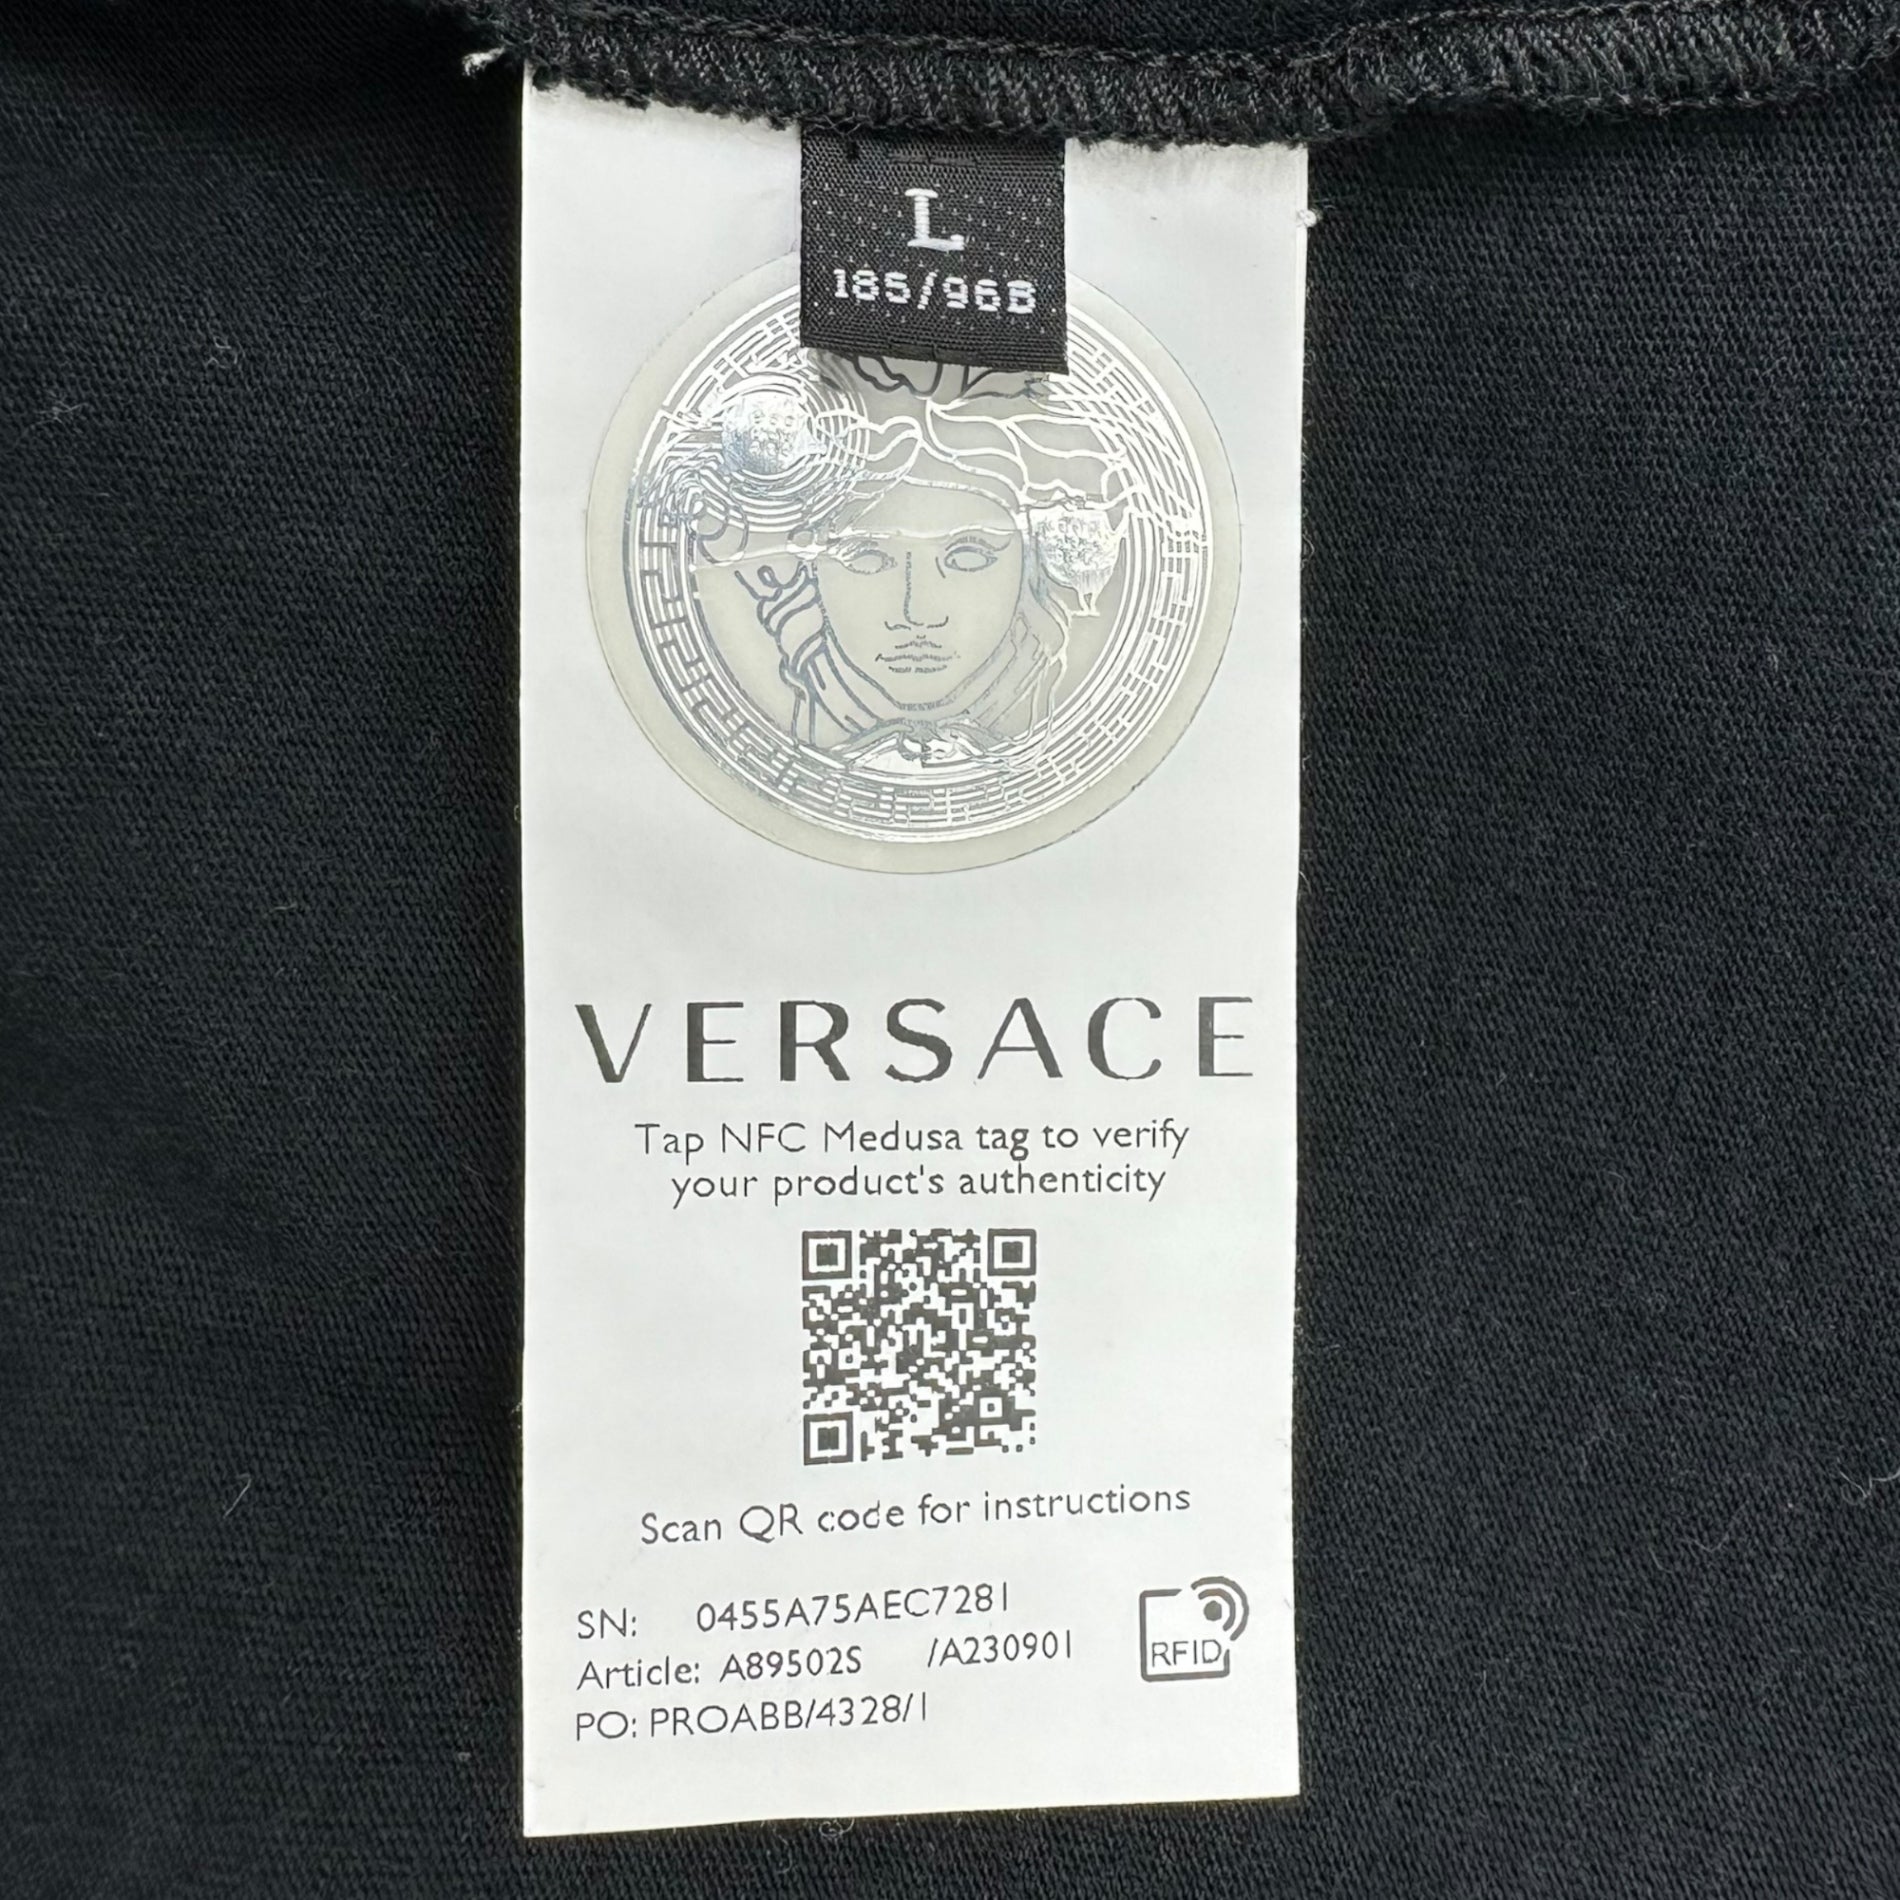 L
185/96B
VERSACE
Tap NFC Medusa tag to verify
your product's authenticity
Scan QR code for instructions
SN: 0455A75AEC7281
Article: A89502S /A230901
RFID
PO: PROABB/4328/1